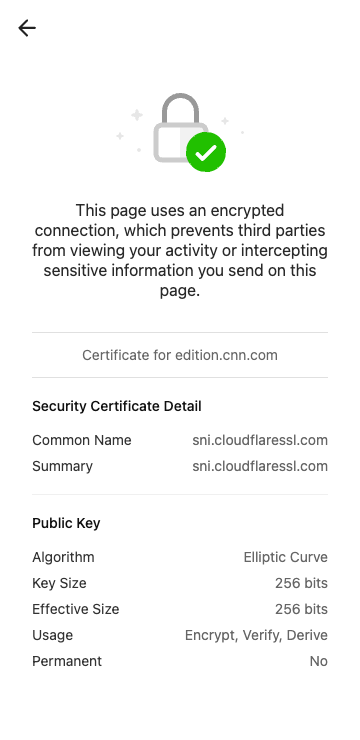 This page uses an encrypted
connection, which prevents third parties
from viewing your activity or intercepting
sensitive information you send on this
page.
Certificate for edition.cnn.com
Security Certificate Detail
Common Name sni.cloudflaressl.com
Summary sni.cloudflaressl.com
Public Key
Algorithm Elliptic Curve
Key Size 256 bits
Effective Size 256 bits
Usage Encrypt, Verify, Derive
Permanent No